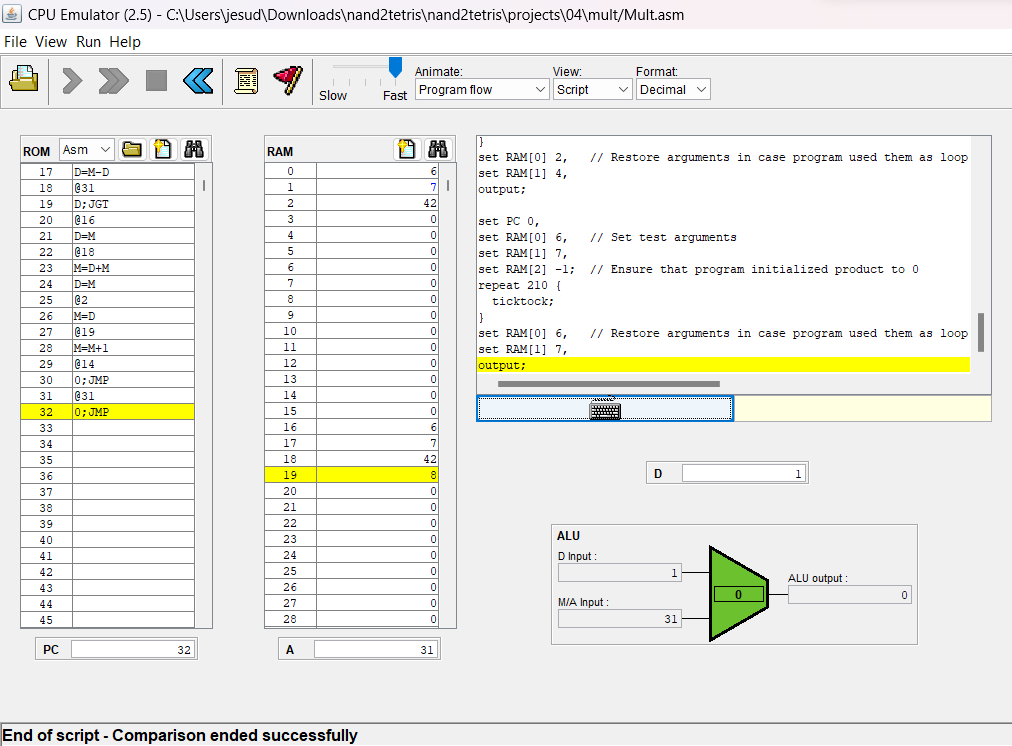 CPU Emulator (2.5) - C:\Users\jesud\Downloads\nand2tetris\nand2tetris\projects\04\mult/Mult.asm
File View Run Help
Slow Fast
Animate: View: Format:
Program flow Script Decimal
ROM Asm
17 D=M-D
18 @31
19 D;JGT
20 @16
21 D=M
22 @18
23 M=D+M
24 D=M
25 @2
26 M=D
27 @19
28 M=M+1
29 @14
30 0;JMP
31 @31
32 0;JMP
33
34
35
36
37
38
39
40
41
42
43
44
45
PC 32
RAM
0 6
1 7
2 42
3 0
4 0
5 0
6 0
7 0
8 0
9 0
10 0
11 0
12 0
13 0
14 0
15 0
16 6
17 7
18 42
19 8
20 0
21 0
22 0
23 0
24 0
25 0
26 0
27 0
28 0
A 31
}
set RAM[0] 2,   // Restore arguments in case program used them as loop
set RAM[1] 4,
output;
set PC 0,
set RAM[0] 6,   // Set test arguments
set RAM[1] 7,
set RAM[2] -1;  // Ensure that program initialized product to 0
repeat 210 {
ticktock;
}
set RAM[0] 6,   // Restore arguments in case program used them as loop
set RAM[1] 7,
output;
D 1
ALU
D Input :
1
M/A Input :
31
0
ALU output :
0
End of script - Comparison ended successfully